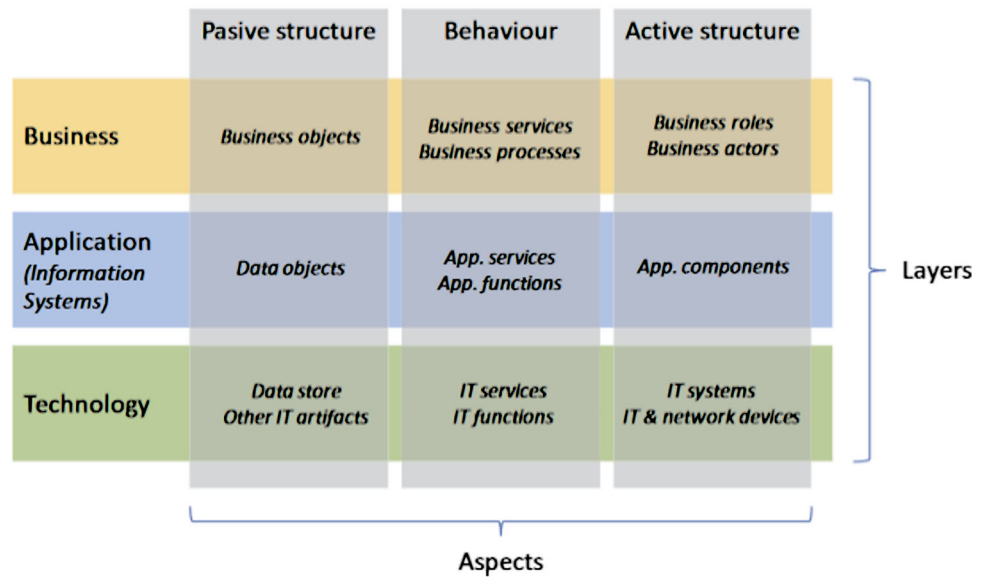 Pasive structure
Behaviour
Active structure
Business
Business objects
Business services
Business processes
Business roles
Business actors
Application
(Information
Systems)
Data objects
App. services
App. functions
App. components
Layers
Technology
Data store
Other IT artifacts
IT services
IT functions
IT systems
IT & network devices
Aspects